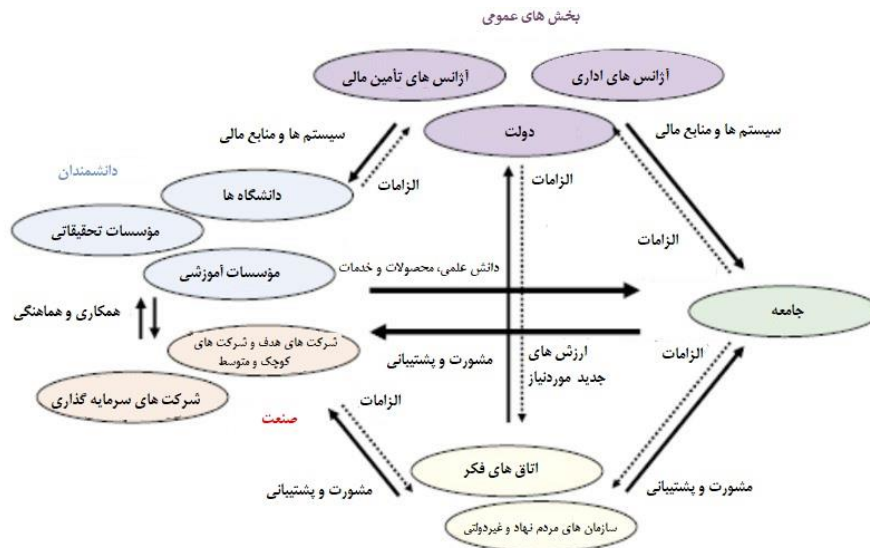 بخش های عمومی
آژانس های اداری
آژانس های تأمین مالی
دولت
سیستم ها و منابع مالی
سیستم ها و منابع مالی
دانشمندان
الزامات
الزامات
دانشگاه ها
مؤسسات تحقیقاتی
الزامات
مؤسسات آموزشی
دانش علمی، محصولات و خدمات
جامعه
همکاری و هماهنگی
شرکت های هدف و شرکت های
کوچک و متوسط
ارزش های
جدید موردنیاز
مشورت و پشتیبانی
الزامات
شرکت های سرمایه گذاری
الزامات
صنعت
اتاق های فکر
مشورت و پشتیبانی
مشورت و پشتیبانی
سازمان های مردم نهاد و غیردولتی